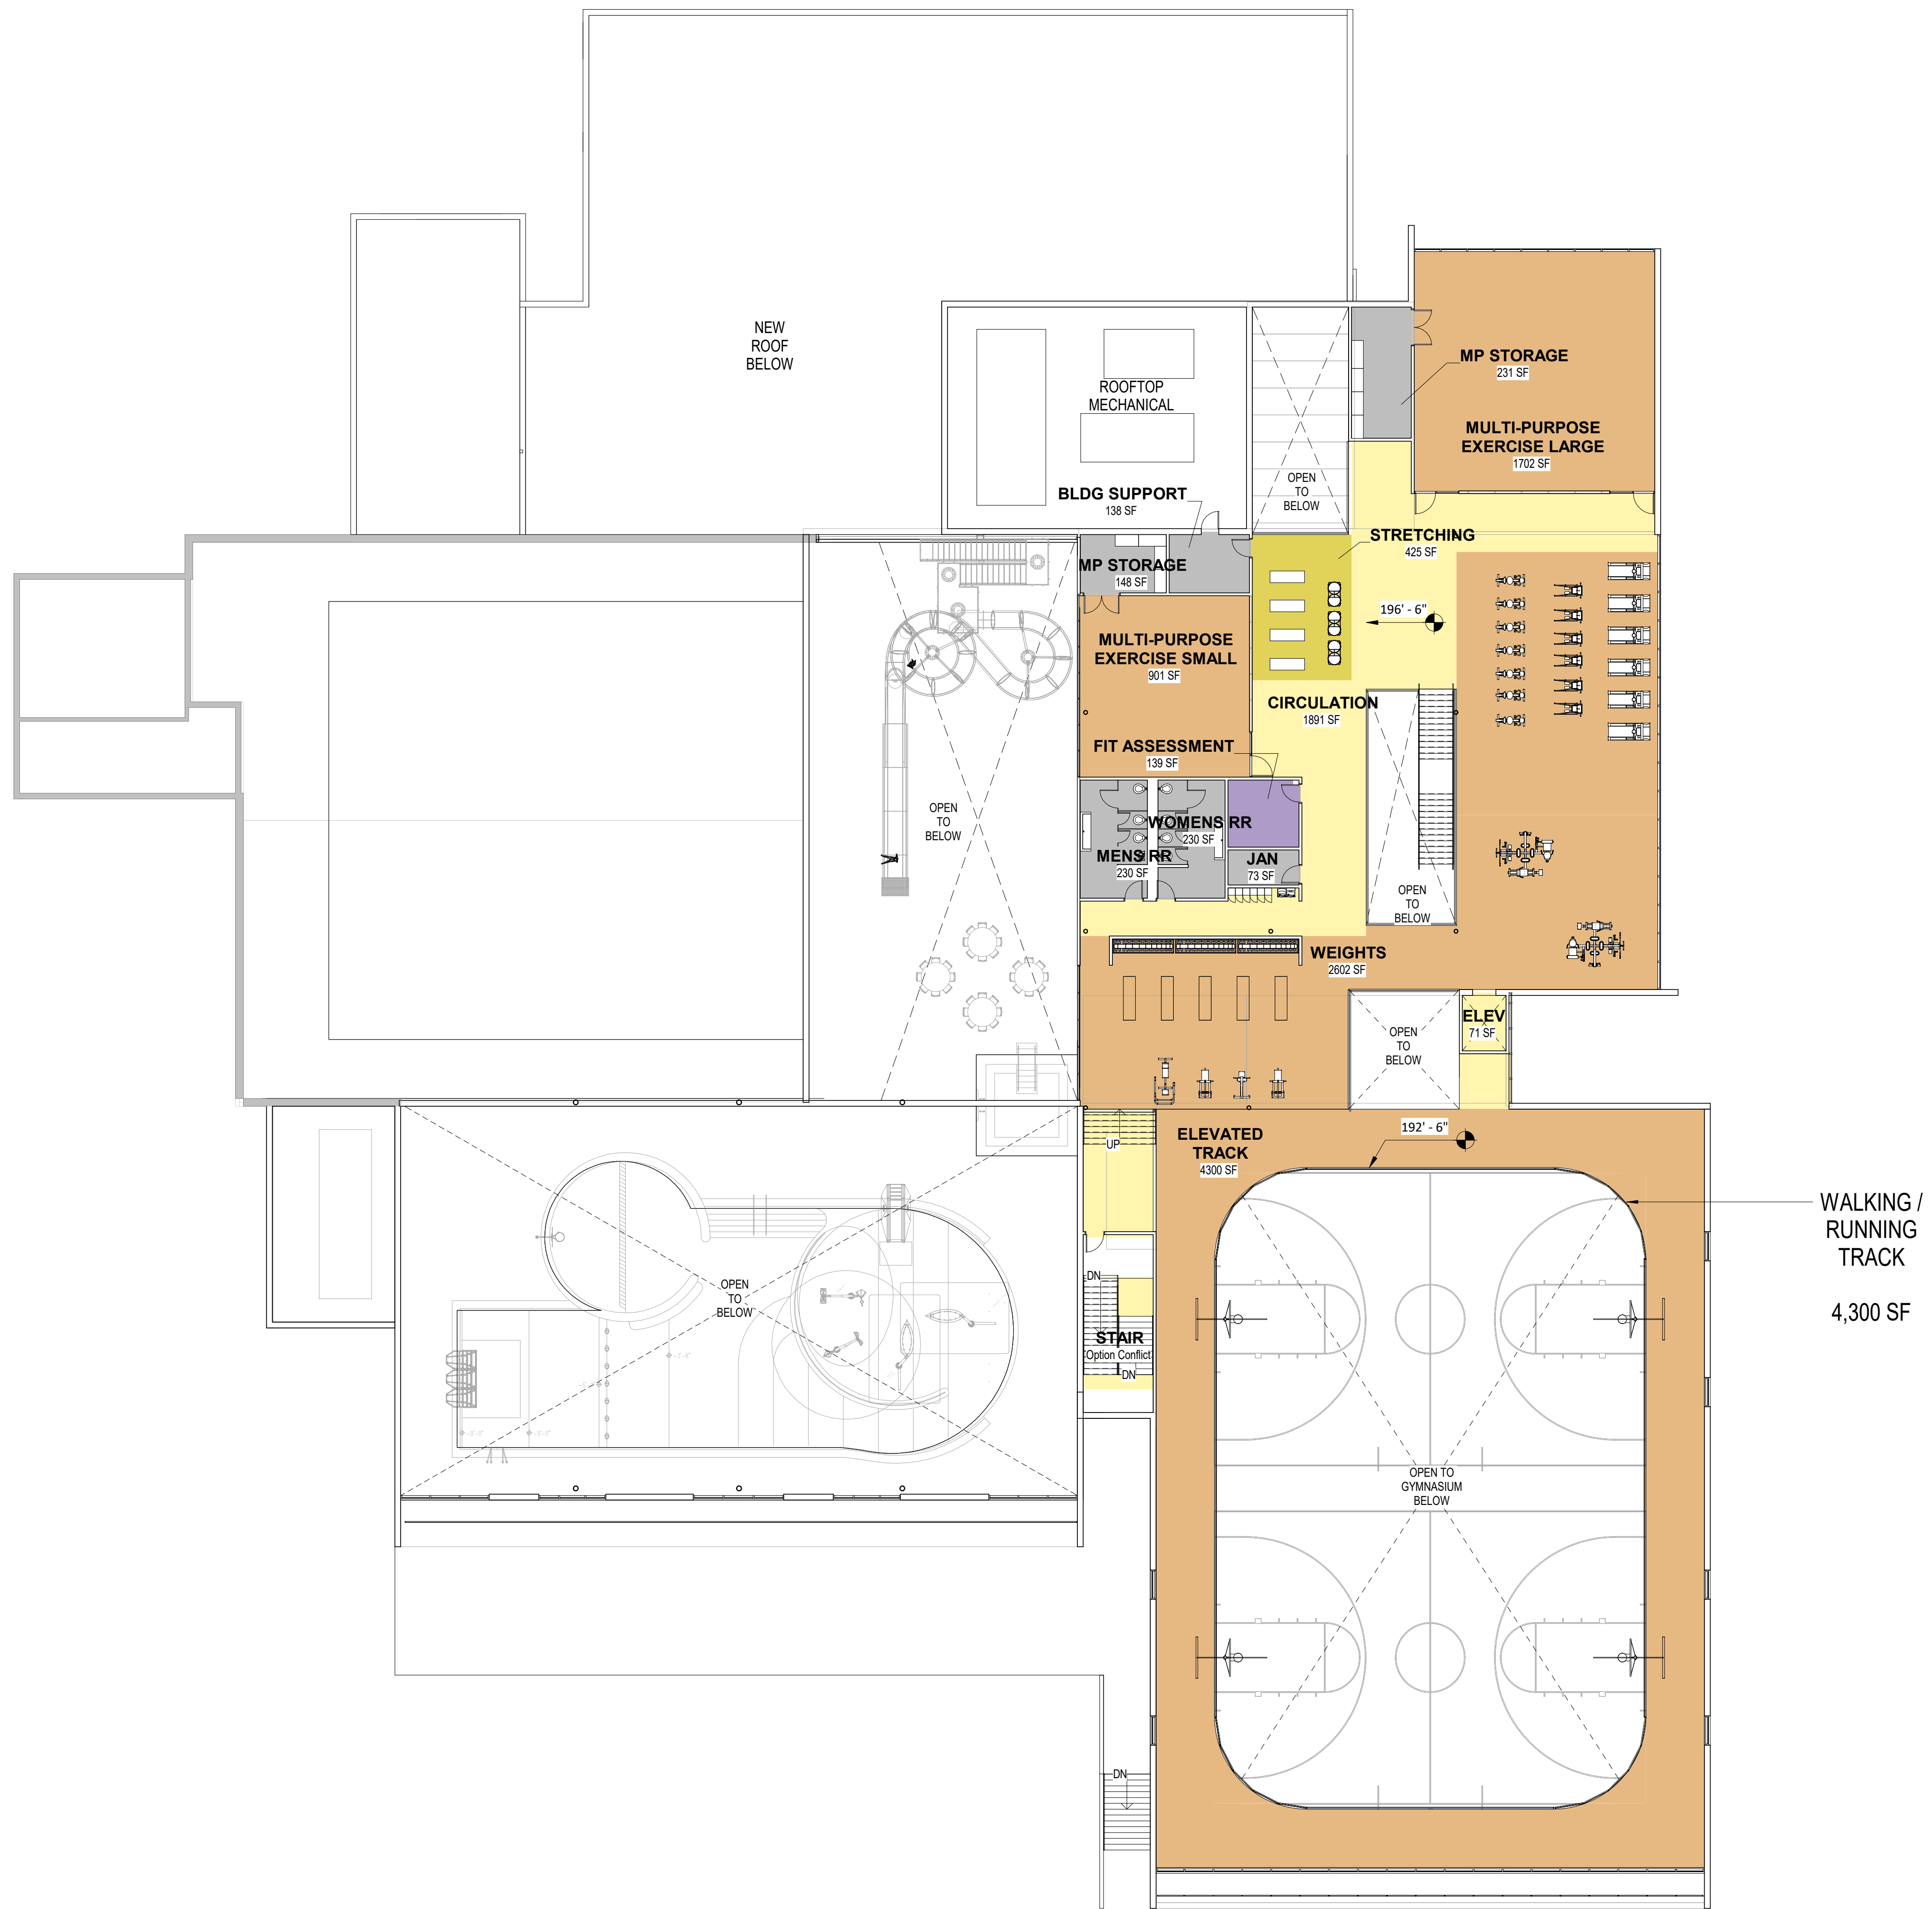 NEW
ROOF
BELOW
ROOFTOP
MECHANICAL
MP STORAGE
231 SF
MULTI-PURPOSE
EXERCISE LARGE
1702 SF
OPEN
TO
BELOW
BLDG SUPPORT
138 SF
STRETCHING
425 SF
MP STORAGE
148 SF
196' - 6"
MULTI-PURPOSE
EXERCISE SMALL
901 SF
CIRCULATION
1891 SF
FIT ASSESSMENT
139 SF
OPEN
TO
BELOW
WOMENS RR
230 SF
MENS RR
230 SF
JAN
73 SF
OPEN
TO
BELOW
WEIGHTS
2602 SF
ELEV
71 SF
OPEN
TO
BELOW
UP
ELEVATED
TRACK
4300 SF
192' - 6"
WALKING /
RUNNING
TRACK
4,300 SF
OPEN
TO
BELOW
DN
STAIR
Option Conflict
DN
OPEN TO
GYMNASIUM
BELOW
DN